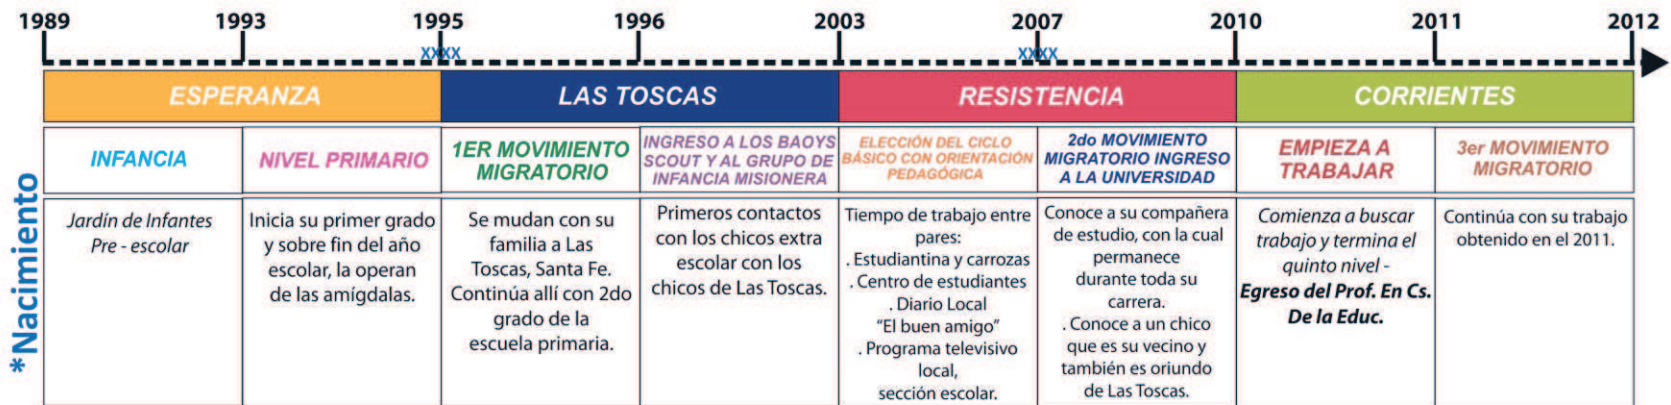 1989 1993 1995 1996 2003 2007 2010 2011 2012
XXXX XXXX
ESPERANZA LAS TOSCAS RESISTENCIA CORRIENTES
*Nacimiento
INFANCIA
Jardín de Infantes
Pre - escolar
NIVEL PRIMARIO
Inicia su primer grado
y sobre fin del año
escolar, la operan
de las amígdalas.
1ER MOVIMIENTO
MIGRATORIO
Se mudan con su
familia a Las
Toscas, Santa Fe.
Continúa allí con 2do
grado de la
escuela primaria.
INGRESO A LOS BAOYS
SCOUT Y AL GRUPO DE
INFANCIA MISIONERA
Primeros contactos
con los chicos extra
escolar con los
chicos de Las Toscas.
ELECCIÓN DEL CICLO
BÁSICO CON ORIENTACIÓN
PEDAGÓGICA
Tiempo de trabajo entre
pares:
. Estudiantina y carrozas
. Centro de estudiantes
. Diario Local
“El buen amigo”
. Programa televisivo
local,
sección escolar.
2do MOVIMIENTO
MIGRATORIO INGRESO
A LA UNIVERSIDAD
Conoce a su compañera
de estudio, con la cual
permanece
durante toda su
carrera.
. Conoce a un chico
que es su vecino y
también es oriundo
de Las Toscas.
EMPIEZA A
TRABAJAR
Comienza a buscar
trabajo y termina el
quinto nivel -
Egreso del Prof. En Cs.
De la Educ.
3er MOVIMIENTO
MIGRATORIO
Continúa con su trabajo
obtenido en el 2011.